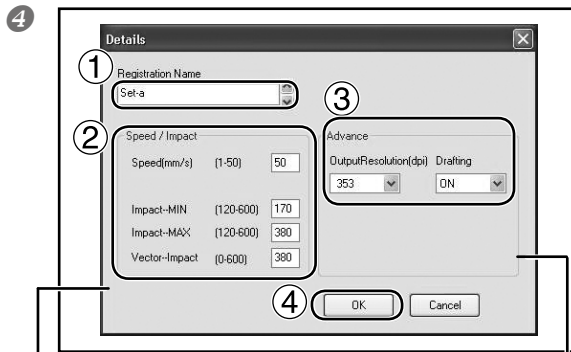 4
Details
1
Registration Name
Set-a
2
Speed / Impact
Speed(mm/s) (1-50) 50
Impact--MIN (120-600) 170
Impact--MAX (120-600) 380
Vector--Impact (0-600) 380
3
Advance
OutputResolution(dpi) Drafting
353 ON
4
OK Cancel